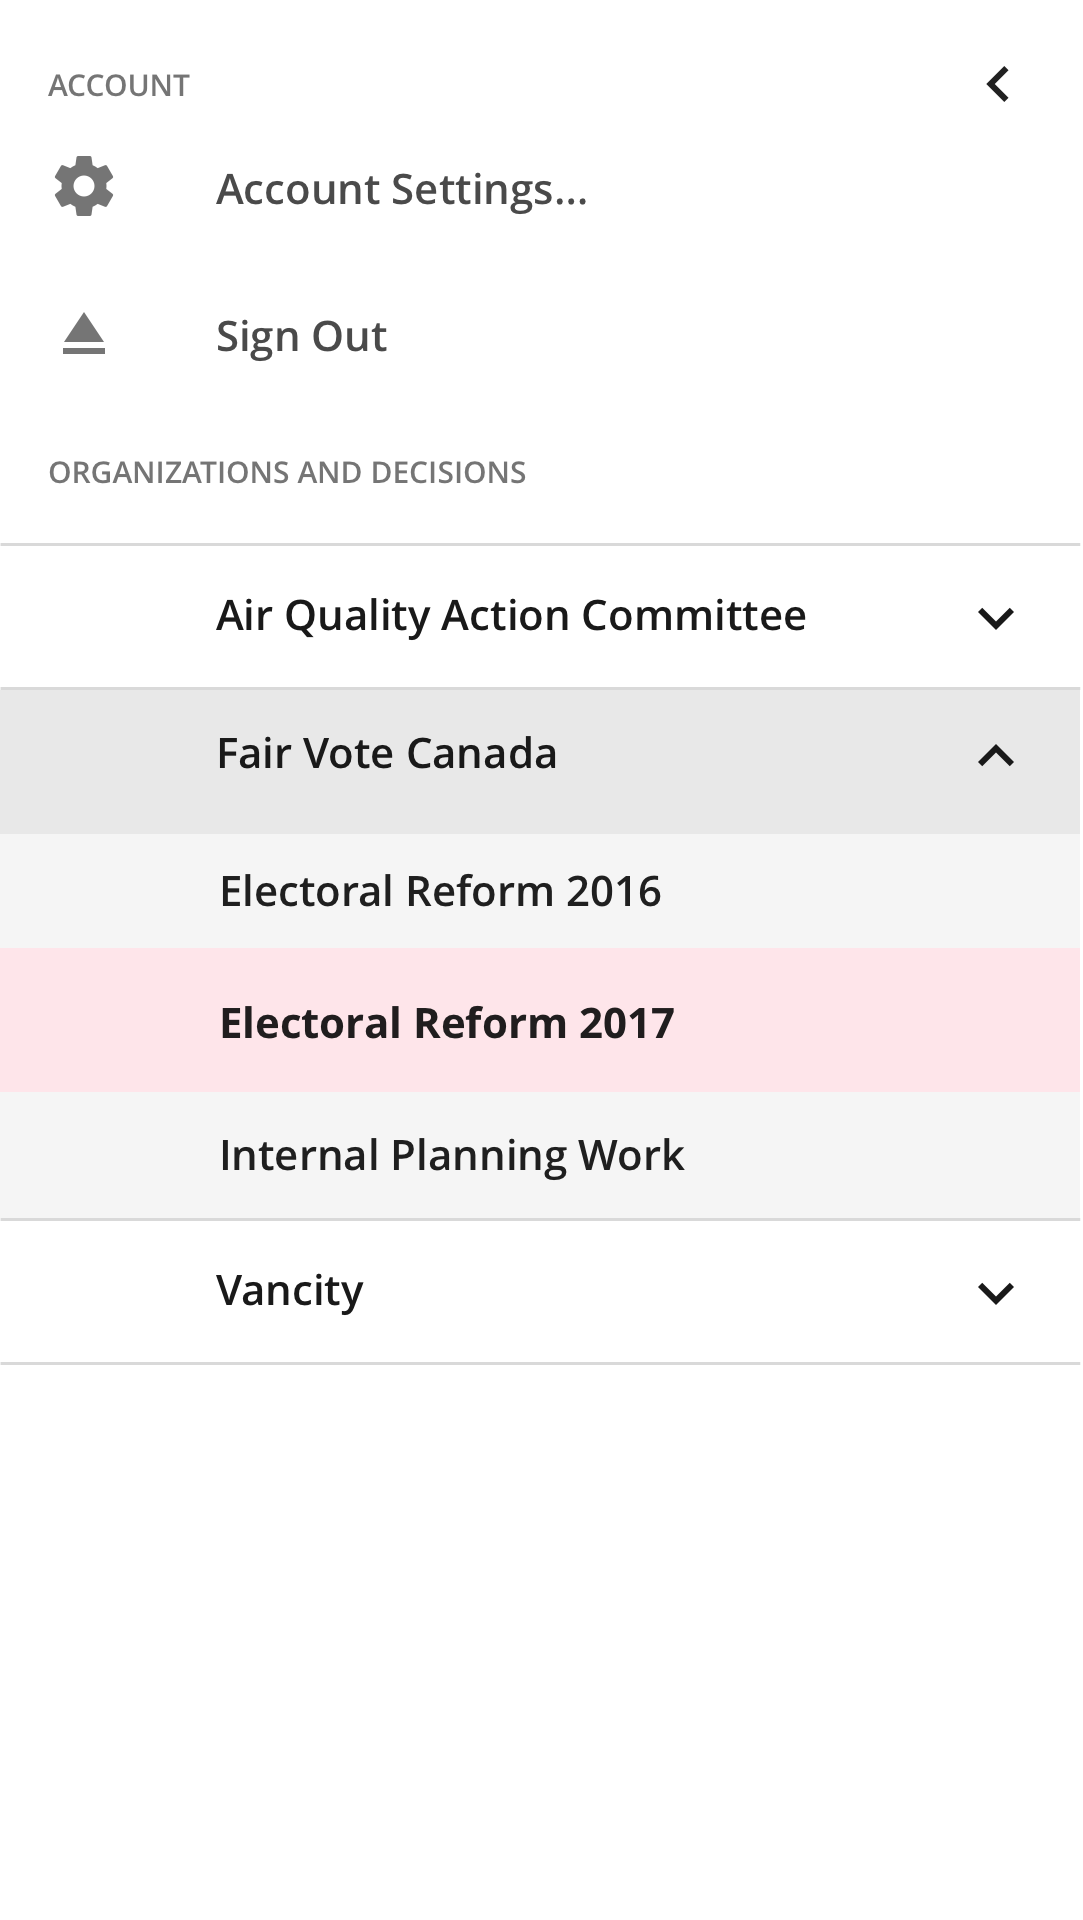 ACCOUNT
Account Settings...
Sign Out
ORGANIZATIONS AND DECISIONS
Air Quality Action Committee
Fair Vote Canada
Electoral Reform 2016
Electoral Reform 2017
Internal Planning Work
Vancity